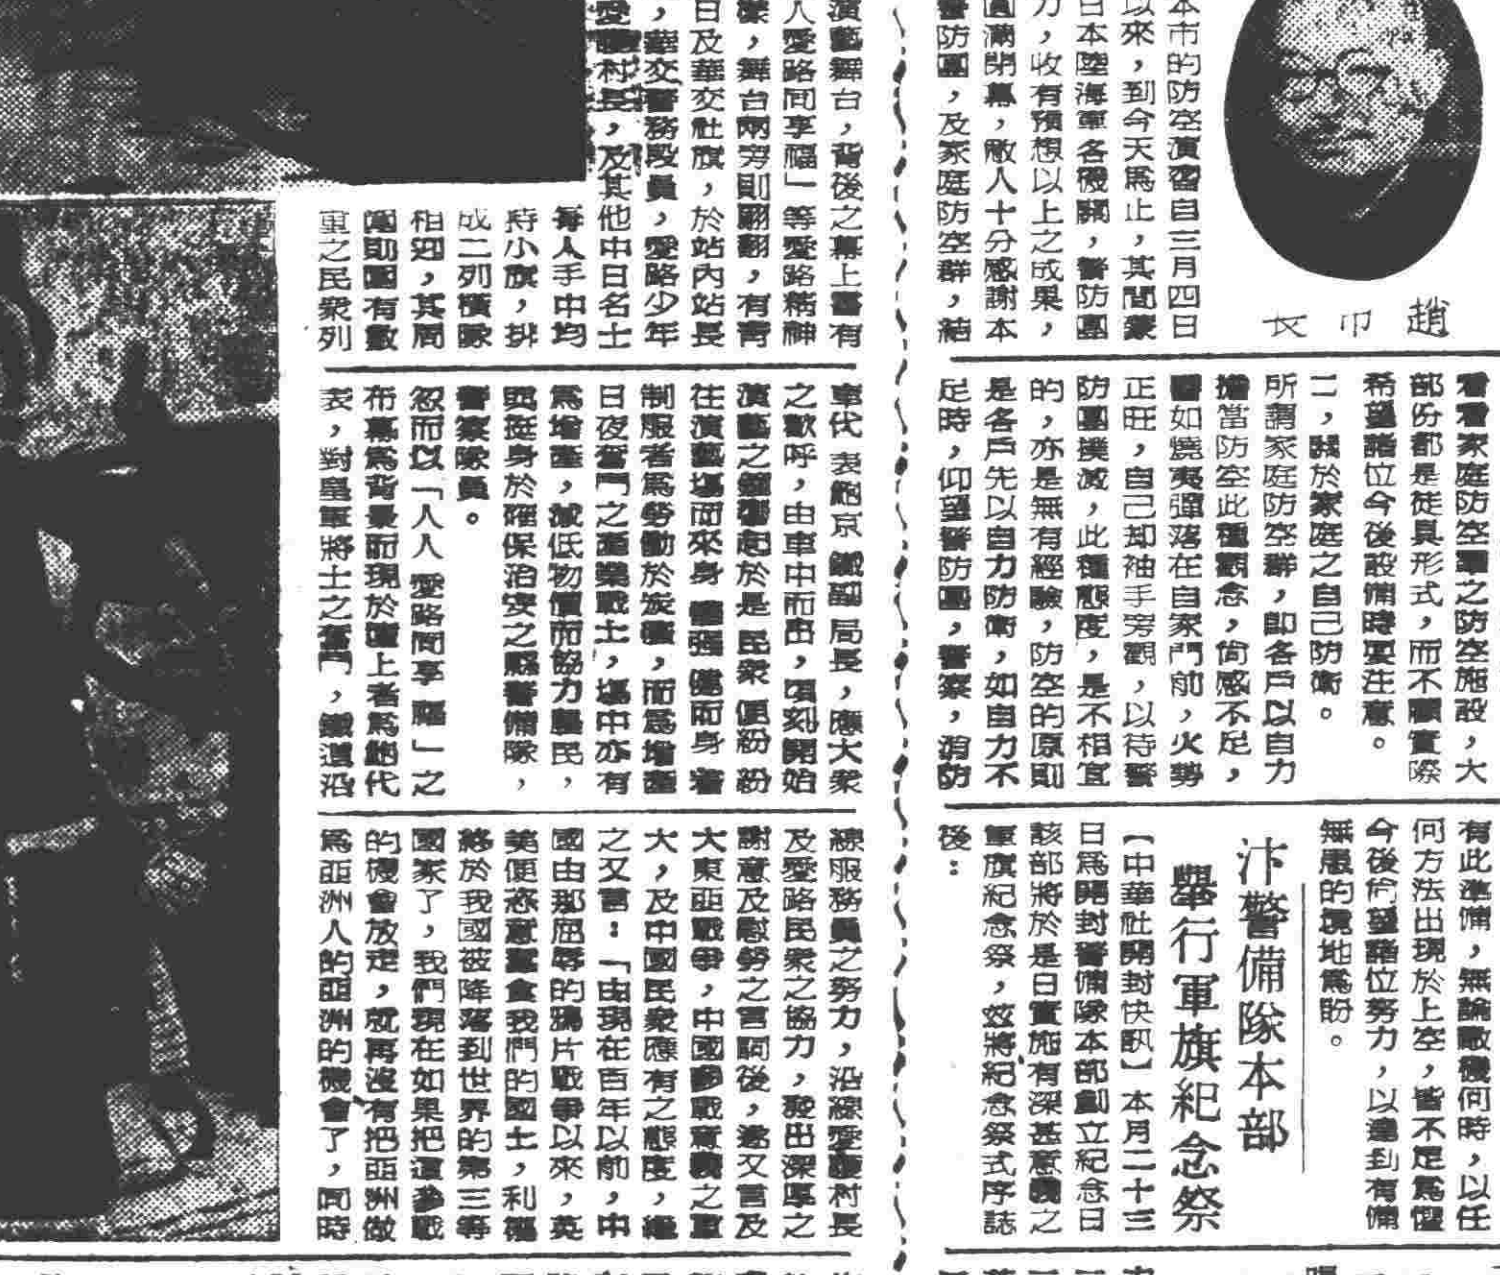 趙市長
本市的防空演習自三月四日
以來，到今天爲止，其間蒙
日本陸海軍各機關，警防團
力，收有預想以上之成果，
圓滿閉幕，敝人十分感謝本
警防團，及家庭防空群，結
看看家庭防空羣之防空施設，大
部份都是徒具形式，而不顧實際
希望諸位今後設備時要注意。
二，關於家庭之自己防衛。
所謂家庭防空群，即各戶以自力
擔當防空此種觀念，尙感不足，
譬如燒夷彈落在自家門前，火勢
正旺，自己却袖手旁觀，以待警
防團撲滅，此種態度，是不相宜
的，亦是無有經驗，防空的原則
是各戶先以自力防衛，如自力不
足時，仰望警防團，警察，消防
有此準備，無論敵機何時，以任
何方法出現於上空，皆不足爲懼
今後尙望諸位努力，以達到有備
無患的境地爲盼。
汴警備隊本部
舉行軍旗紀念祭
【中華社開封快訊】本月二十三
日爲開封警備隊本部創立紀念日
該部將於是日實施有深甚意義之
軍旗紀念祭，玆將紀念祭式序誌
後：
演藝舞台，背後之幕上書有
人愛路同享福」等愛路精神
樣，舞台兩旁則翩翻，有靑
日及華交社旗，於站內站長
，華交警務段員，愛路少年
愛護村長，及其他中日名士
每人手中均
持小旗，排
成二列橫隊
相迎，其周
圍則圍有數
重之民衆列
車代表鮑京鐵副局長，應大衆
之歡呼，由車中而出，頃刻開始
演藝之節奏起於是民衆便紛紛
往演藝場而來身體强健而身着
制服者爲勞働於旋律，而爲增產
日夜奮鬥之產業戰士，場中亦有
爲增產，减低物價而協力農民，
與挺身於確保治安之縣警備隊，
警察隊員。
忽而以「人人愛路同享福」之
布幕爲背景而現於壇上者爲鮑代
表，對皇軍將士之奮鬥，鐵道沿
線服務員之努力，沿線愛護村長
及愛路民衆之協力，發出深厚之
謝意及慰勞之言詞後，遂又言及
大東亞戰爭，中國參戰意義之重
大，及中國民衆應有之態度，繼
之又言：「由現在百年以前，中
國由那屈辱的鴉片戰爭以來，英
美便恣意蠶食我們的國土，利權
終於我國被降落到世界的第三等
國家了，我們現在如果把這參戰
的機會放走，就再沒有把亞洲做
爲亞洲人的亞洲的機會了，同時